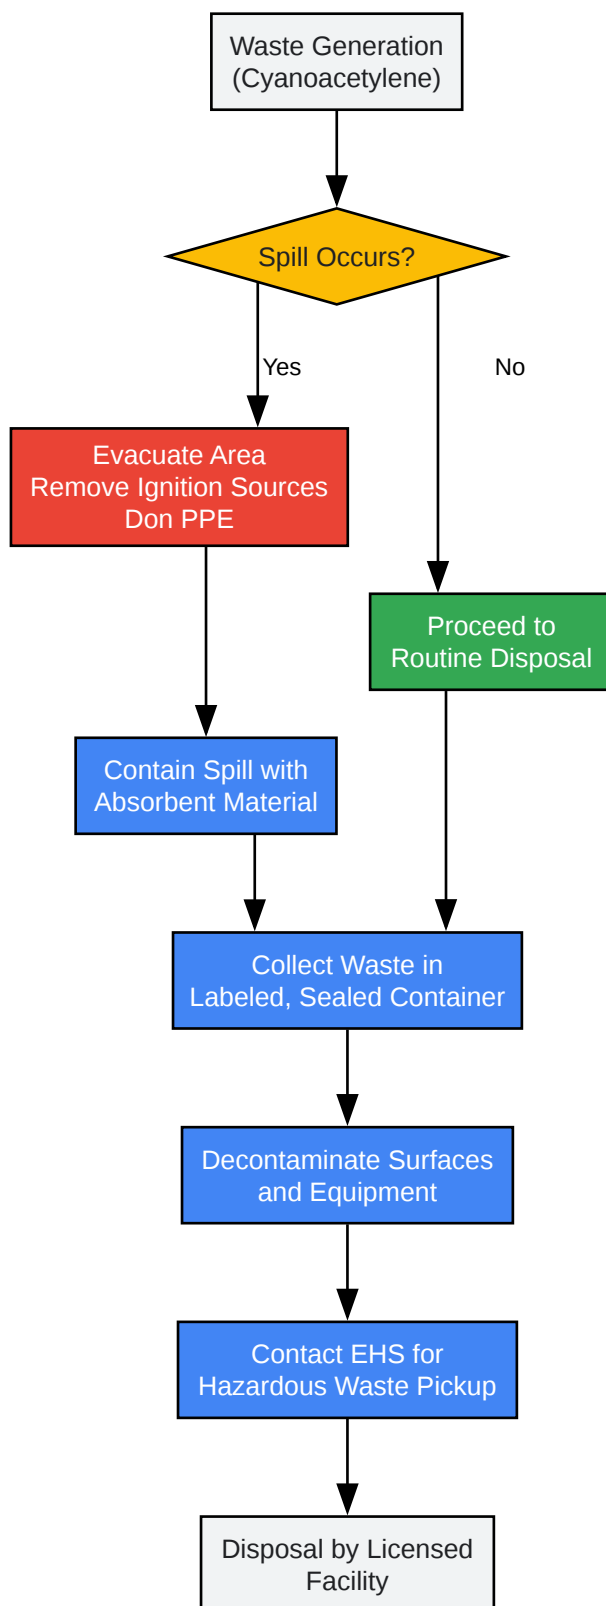 Waste Generation
(Cyanoacetylene)
Spill Occurs?
Yes
No
Evacuate Area
Remove Ignition Sources
Don PPE
Proceed to
Routine Disposal
Contain Spill with
Absorbent Material
Collect Waste in
Labeled, Sealed Container
Decontaminate Surfaces
and Equipment
Contact EHS for
Hazardous Waste Pickup
Disposal by Licensed
Facility